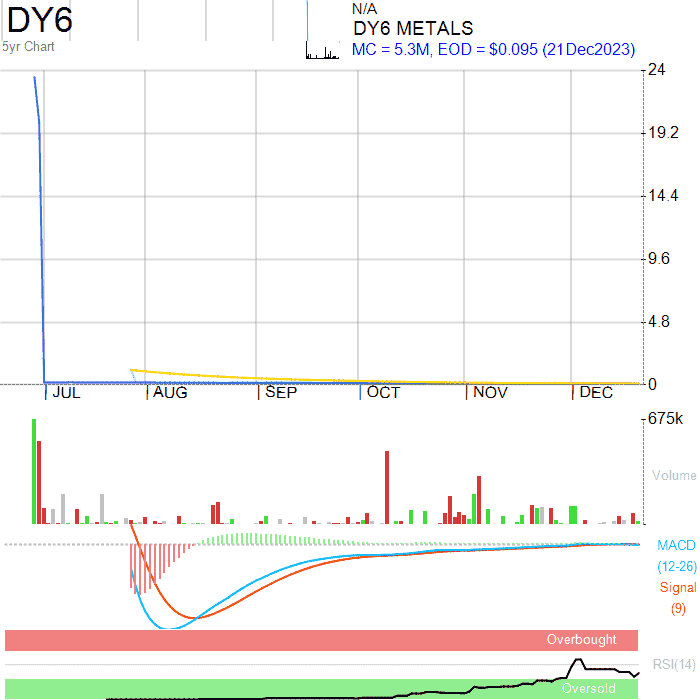 DY6
5yr Chart
N/A
DY6 METALS
MC = 5.3M, EOD = $0.095 (21Dec2023)
24
19.2
14.4
9.6
4.8
0
JUL AUG SEP OCT NOV DEC
675k
Volume
MACD
(12-26)
Signal
(9)
Overbought
RSI(14)
Oversold